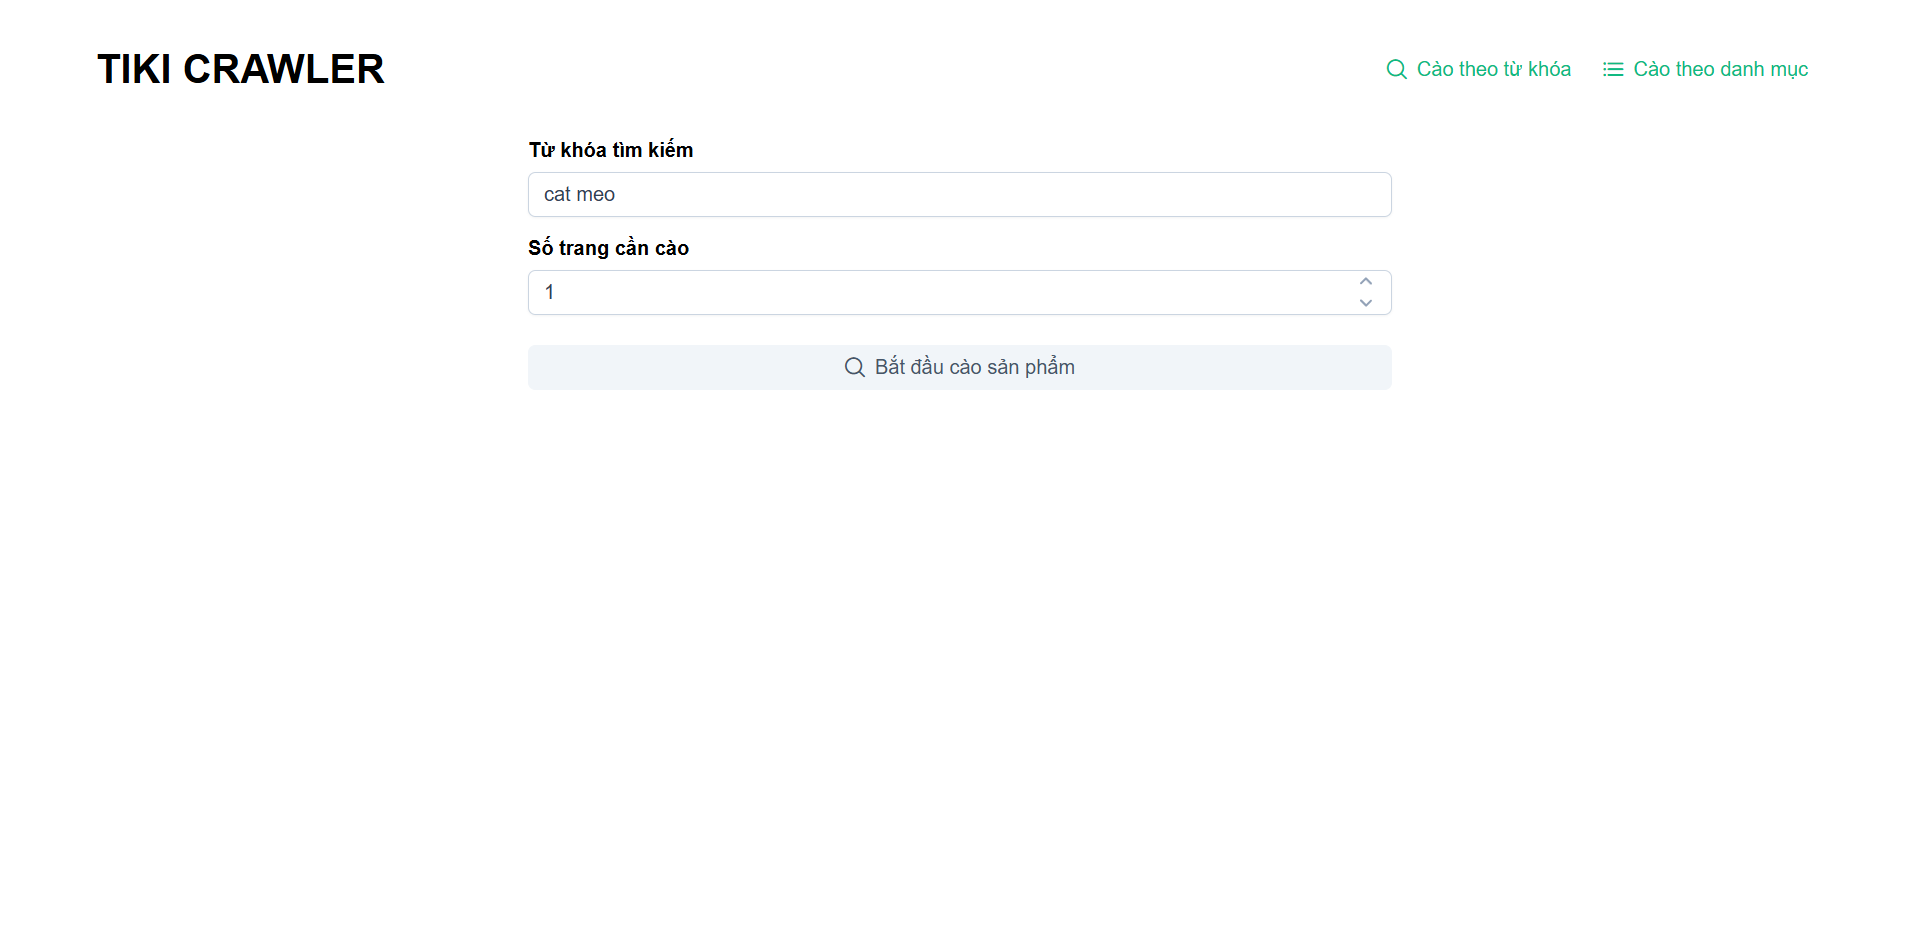 TIKI CRAWLER
Cào theo từ khóa
Cào theo danh mục
Từ khóa tìm kiếm
cat meo
Số trang cần cào
1
Bắt đầu cào sản phẩm